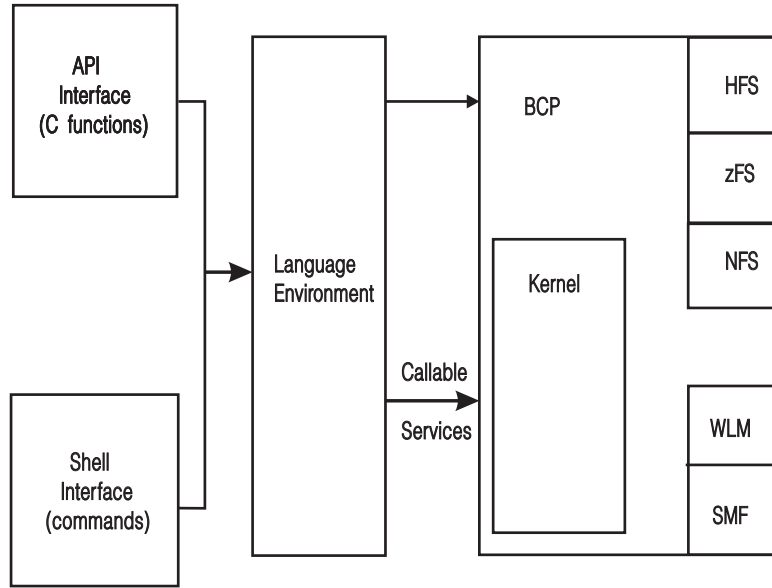 API
Interface
(C functions)
Shell
Interface
(commands)
Language
Environment
Callable
Services
BCP
Kernel
HFS
zFS
NFS
WLM
SMF